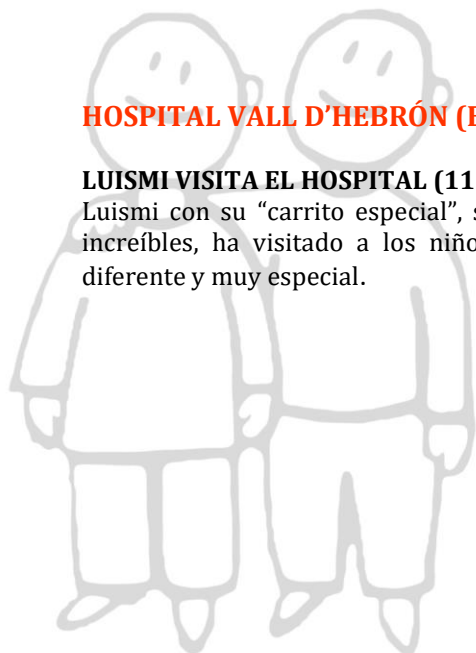 HOSPITAL VALL D’HEBRÓN (
LUISMI VISITA EL HOSPITAL (11
Luismi con su “carrito especial”,
increíbles, ha visitado a los
diferente y muy especial.